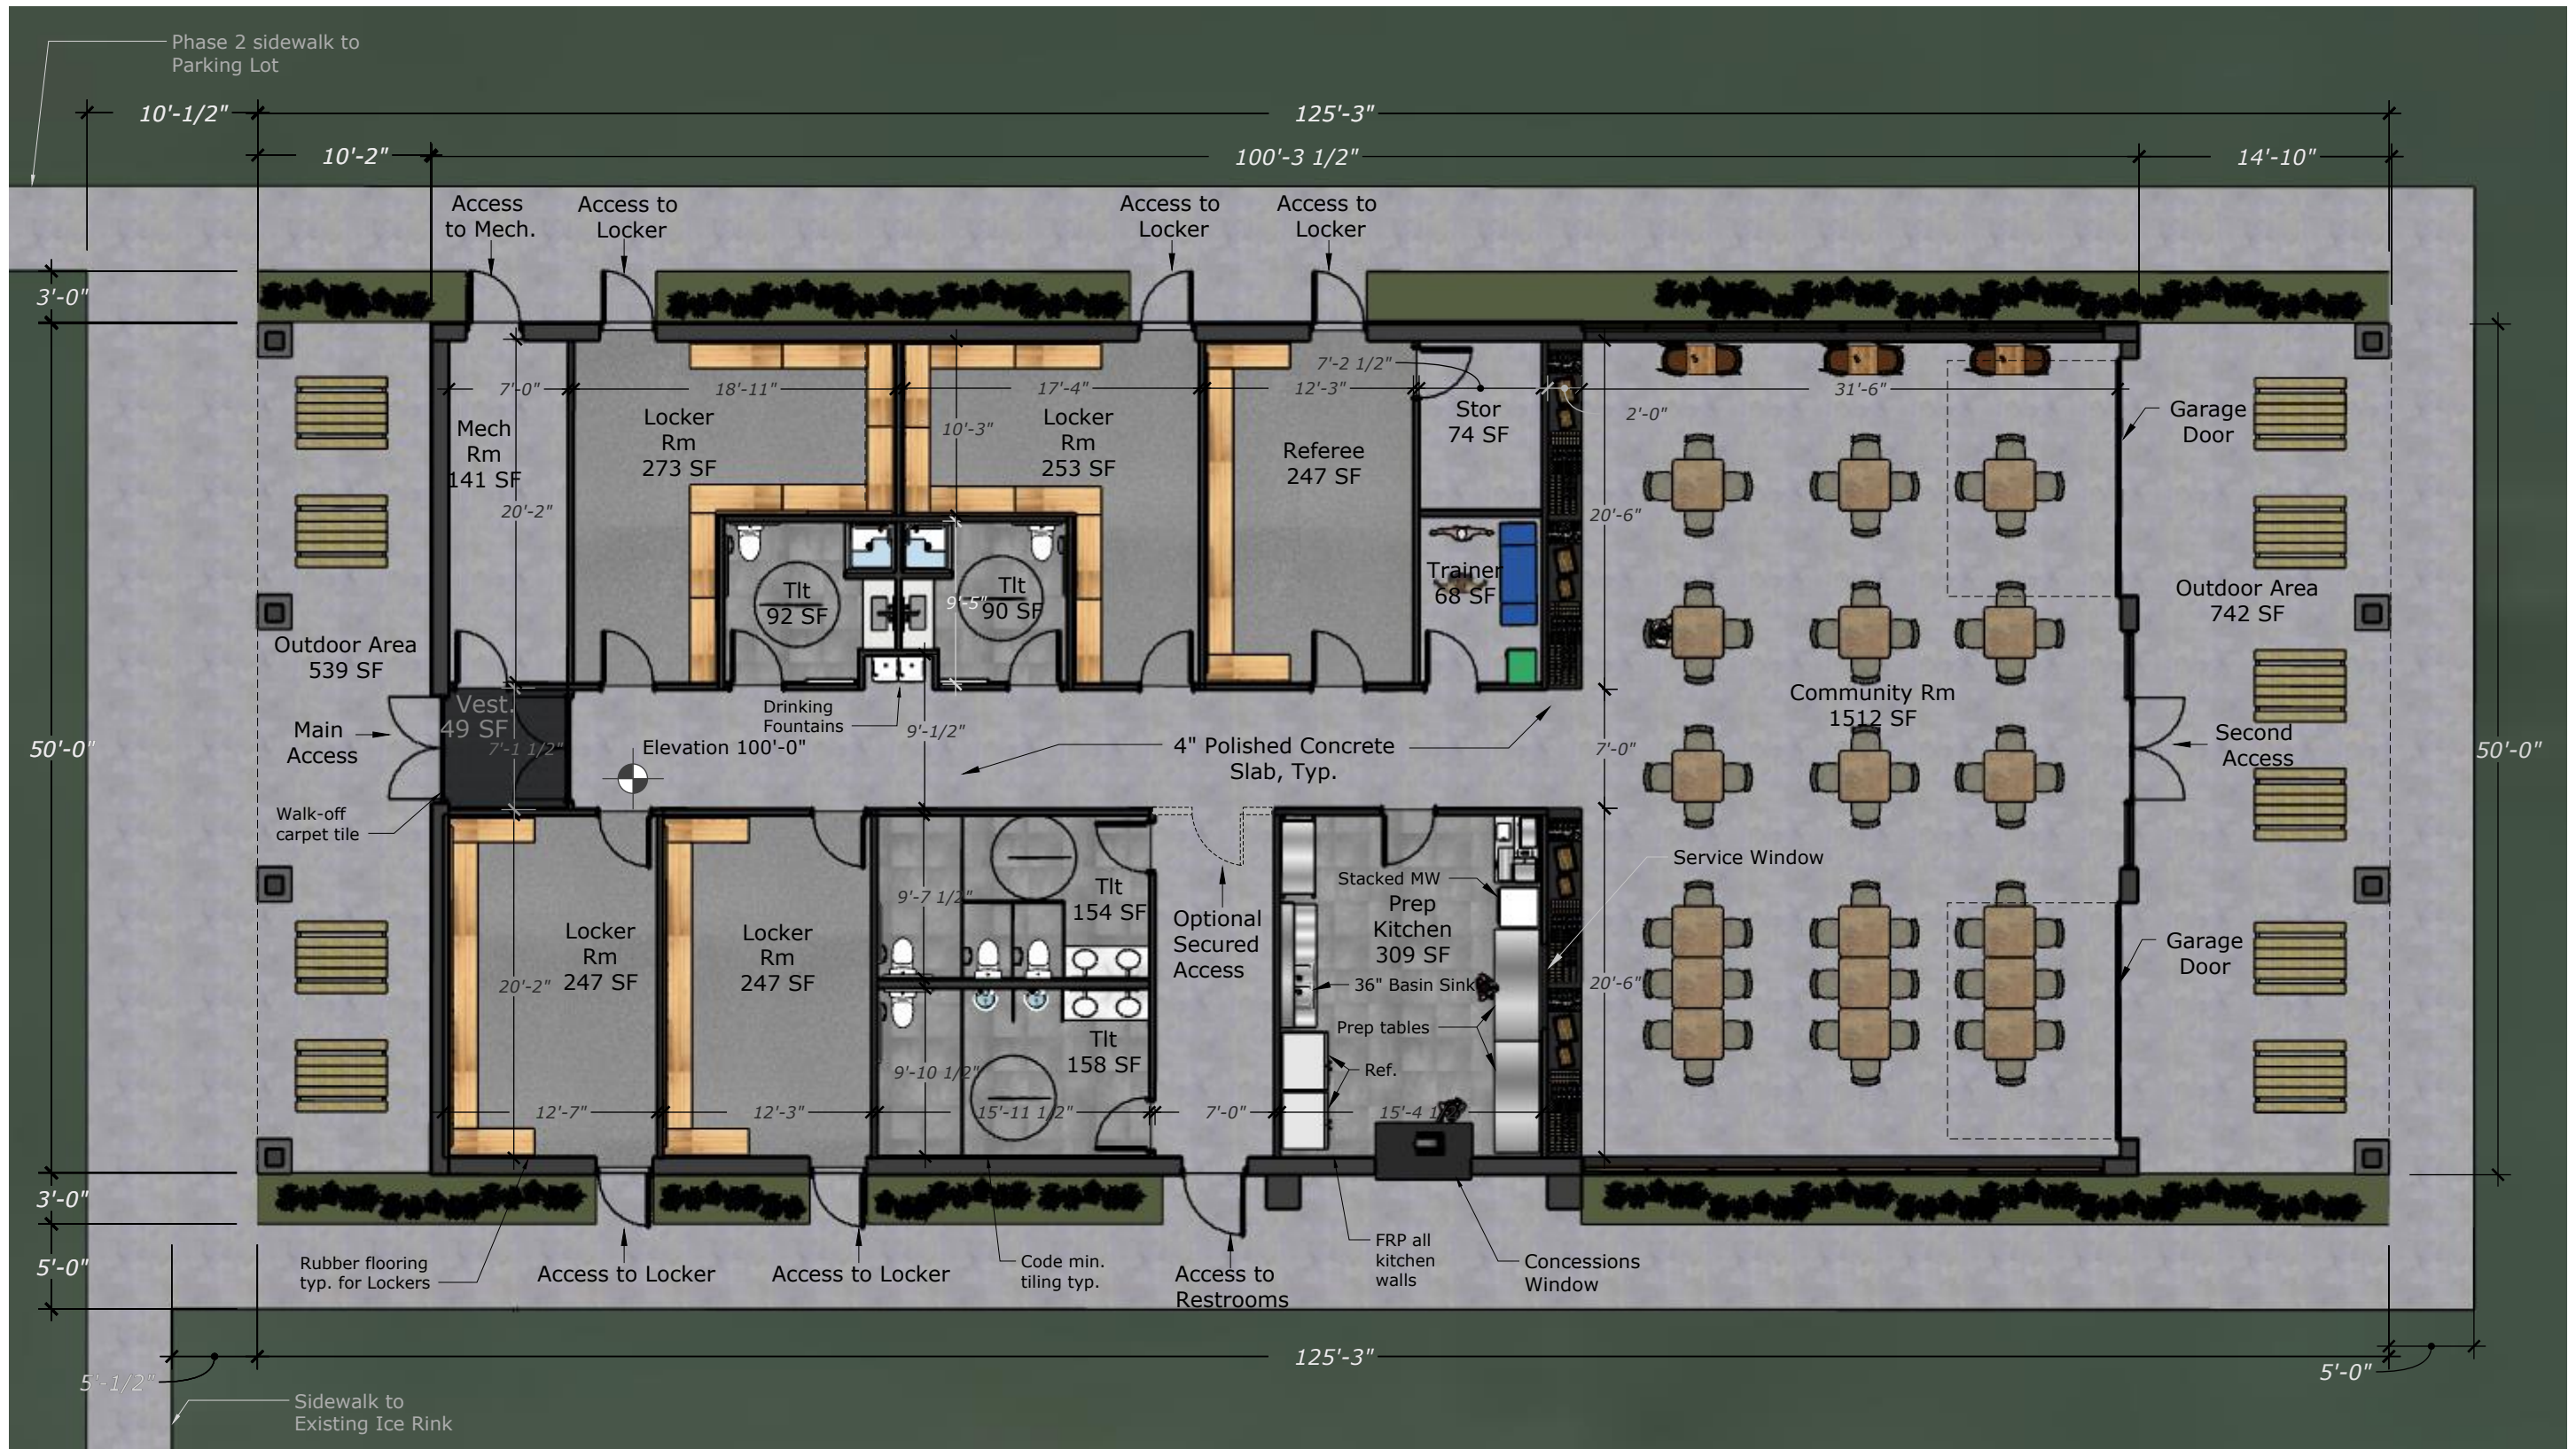 Phase 2 sidewalk to
Parking Lot
10'-1/2"
125'-3"
10'-2"
100'-3 1/2"
14'-10"
Access
to Mech.
Access to
Locker
Access to
Locker
Access to
Locker
3'-0"
7'-0"
18'-11"
17'-4"
12'-3"
7'-2 1/2"
31'-6"
2'-0"
Mech
Rm
141 SF
Locker
Rm
273 SF
10'-3"
Locker
Rm
253 SF
Referee
247 SF
Stor
74 SF
Garage
Door
20'-2"
20'-6"
Tlt
92 SF
9'-5"
Tlt
90 SF
Trainer
68 SF
Outdoor Area
742 SF
Outdoor Area
539 SF
Community Rm
1512 SF
Vest.
49 SF
7'-1 1/2"
Main
Access
Drinking
Fountains
9'-1/2"
Elevation 100'-0"
4" Polished Concrete
Slab, Typ.
7'-0"
Second
Access
50'-0"
50'-0"
Walk-off
carpet tile
Service Window
9'-7 1/2"
Tlt
154 SF
Optional
Secured
Access
Stacked MW
Prep
Kitchen
309 SF
Locker
Rm
247 SF
Locker
Rm
247 SF
Garage
Door
20'-2"
36" Basin Sink
20'-6"
Prep tables
Tlt
158 SF
9'-10 1/2"
Ref.
12'-7"
12'-3"
15'-11 1/2"
7'-0"
3'-0"
5'-0"
Rubber flooring
typ. for Lockers
Access to Locker
Access to Locker
Code min.
tiling typ.
Access to
Restrooms
FRP all
kitchen
walls
Concessions
Window
125'-3"
5'-1/2"
5'-0"
Sidewalk to
Existing Ice Rink